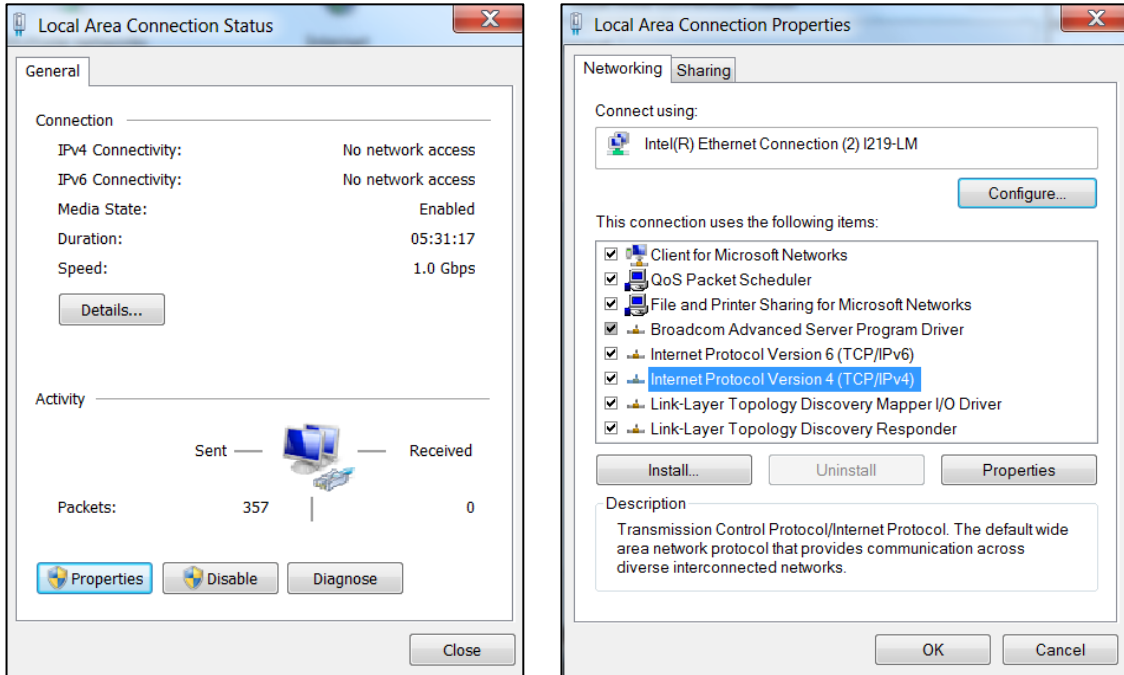 Local Area Connection Status
General
Connection
IPv4 Connectivity: No network access
IPv6 Connectivity: No network access
Media State: Enabled
Duration: 05:31:17
Speed: 1.0 Gbps
Details...
Activity
Sent Received
Packets: 357 0
Properties Disable Diagnose
Close
Local Area Connection Properties
Networking Sharing
Connect using:
Intel(R) Ethernet Connection (2) I219-LM
Configure...
This connection uses the following items:
Client for Microsoft Networks
QoS Packet Scheduler
File and Printer Sharing for Microsoft Networks
Broadcom Advanced Server Program Driver
Internet Protocol Version 6 (TCP/IPv6)
Internet Protocol Version 4 (TCP/IPv4)
Link-Layer Topology Discovery Mapper I/O Driver
Link-Layer Topology Discovery Responder
Install... Uninstall Properties
Description
Transmission Control Protocol/Internet Protocol. The default wide
area network protocol that provides communication across
diverse interconnected networks.
OK Cancel